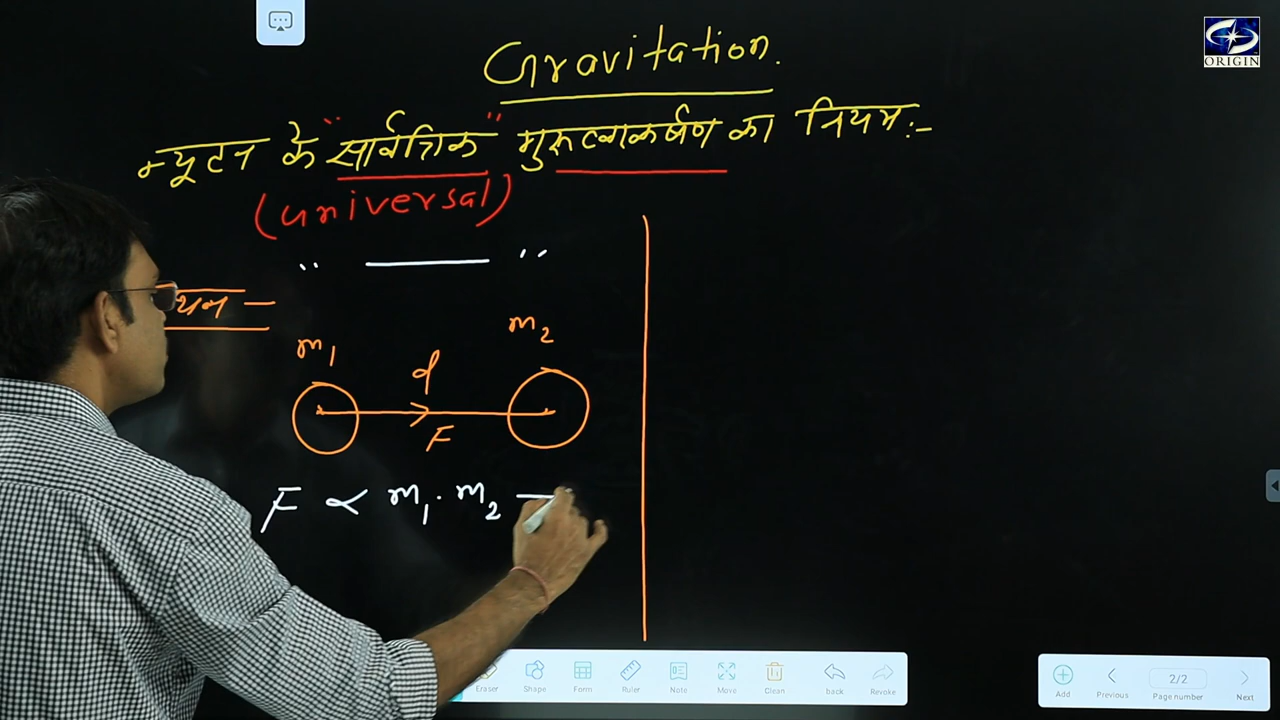 ORIGIN
Gravitation.
न्यूटन के "सार्वत्रिक" गुरूत्वाकर्षण का नियम:-
(universal)
" — "
थन -
m1
m2
d
F
F ∝ m1 . m2 —
Eraser Shape Form Ruler Note Move Clean back Revoke
Add Previous 2/2 Page number Next